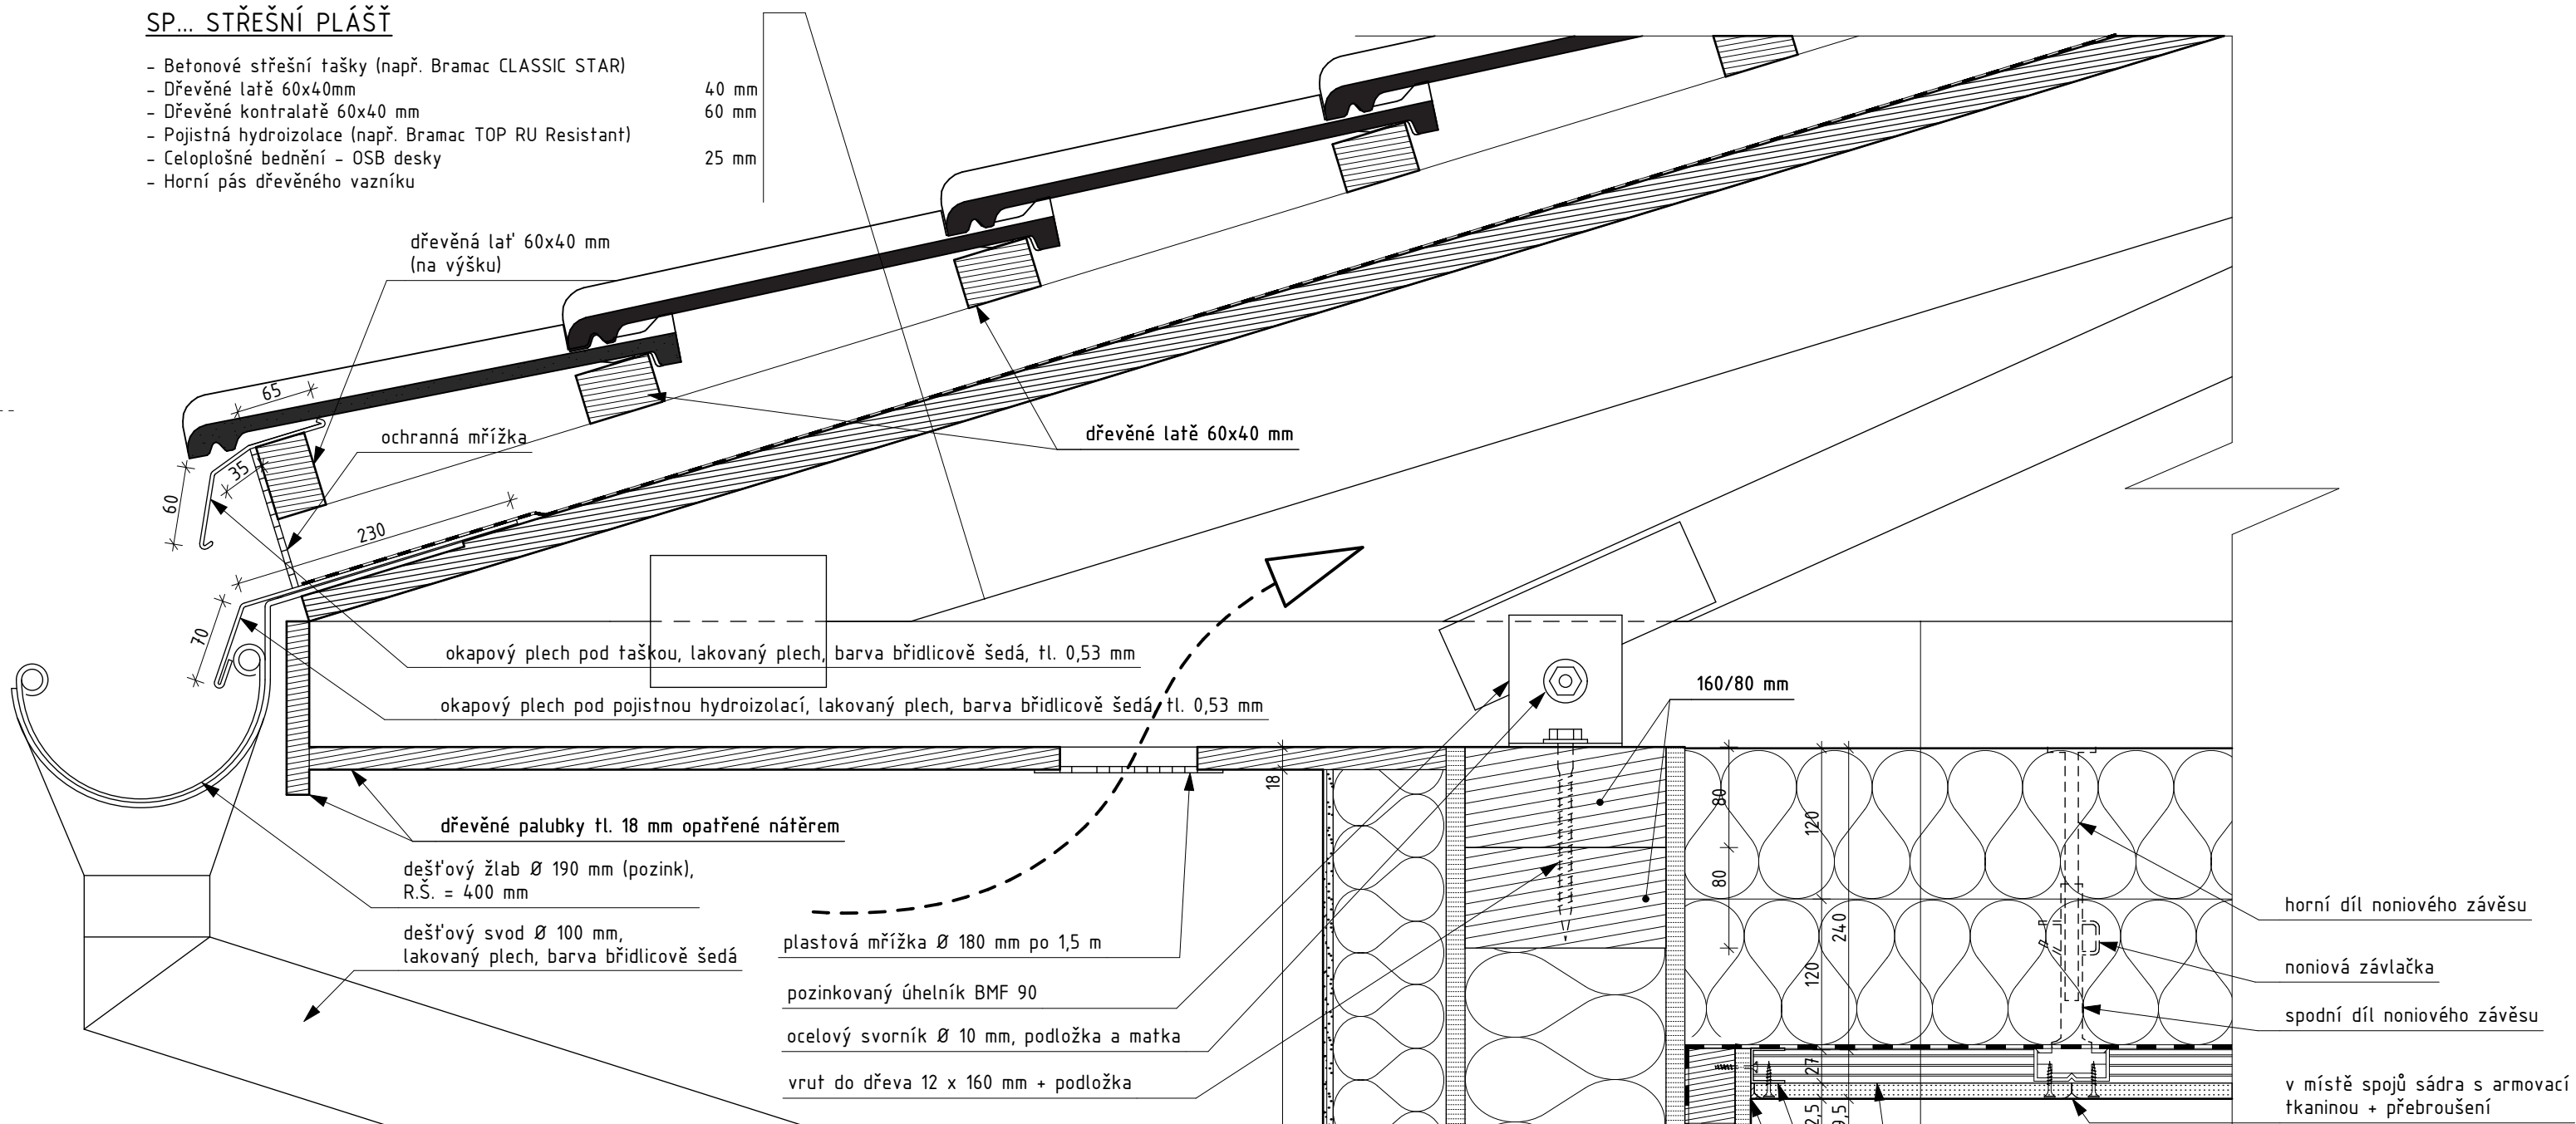 SP... STŘEŠNÍ PLÁŠŤ
- Betonové střešní tašky (např. Bramac CLASSIC STAR)
- Dřevěné latě 60x40mm 40 mm
- Dřevěné kontralatě 60x40 mm 60 mm
- Pojistná hydroizolace (např. Bramac TOP RU Resistant)
- Celoplošné bednění - OSB desky 25 mm
- Horní pás dřevěného vazníku
dřevěná lať 60x40 mm
(na výšku)
65
ochranná mřížka
dřevěné latě 60x40 mm
35
60
230
70
okapový plech pod taškou, lakovaný plech, barva břidlicově šedá, tl. 0,53 mm
160/80 mm
okapový plech pod pojistnou hydroizolací, lakovaný plech, barva břidlicově šedá, tl. 0,53 mm
18
80
120
dřevěné palubky tl. 18 mm opatřené nátěrem
dešťový žlab Ø 190 mm (pozink),
R.Š. = 400 mm
80
240
horní díl noniového závěsu
dešťový svod Ø 100 mm,
lakovaný plech, barva břidlicově šedá
plastová mřížka Ø 180 mm po 1,5 m
120
noniová závlačka
pozinkovaný úhelník BMF 90
spodní díl noniového závěsu
ocelový svorník Ø 10 mm, podložka a matka
27
vrut do dřeva 12 x 160 mm + podložka
v místě spojů sádra s armovací
tkaninou + přebroušení
2,5
9,5